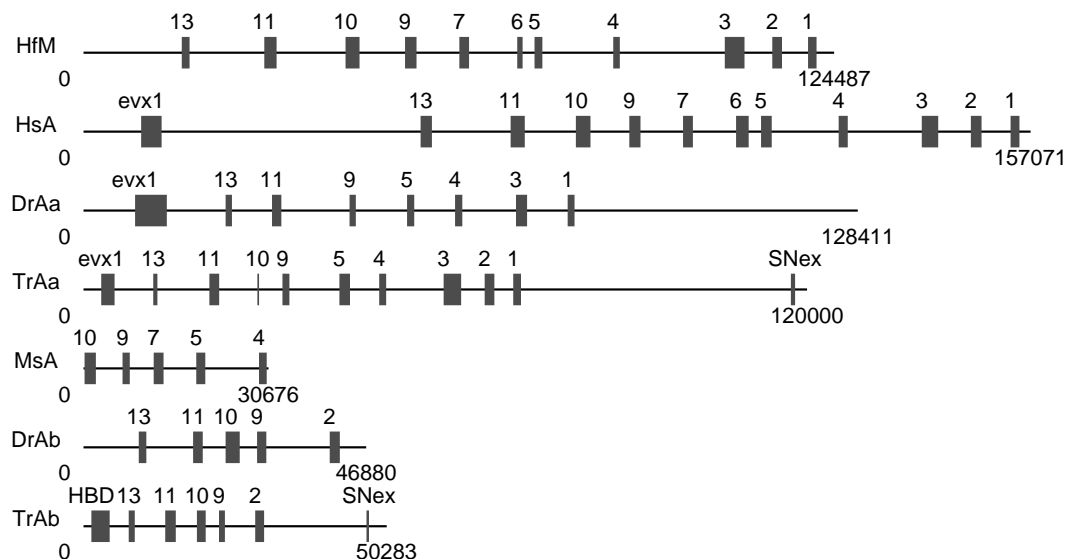 13 11 10 9 7 6 5 4 3 2 1
HfM
0 124487
evx1 13 11 10 9 7 6 5 4 3 2 1
HsA
0 157071
evx1 13 11 9 5 4 3 1
DrAa
0 128411
evx1 13 11 10 9 5 4 3 2 1 SNex
TrAa
0 120000
10 9 7 5 4
MsA
0 30676
13 11 10 9 2
DrAb
0 46880
HBD 13 11 10 9 2 SNex
TrAb
0 50283